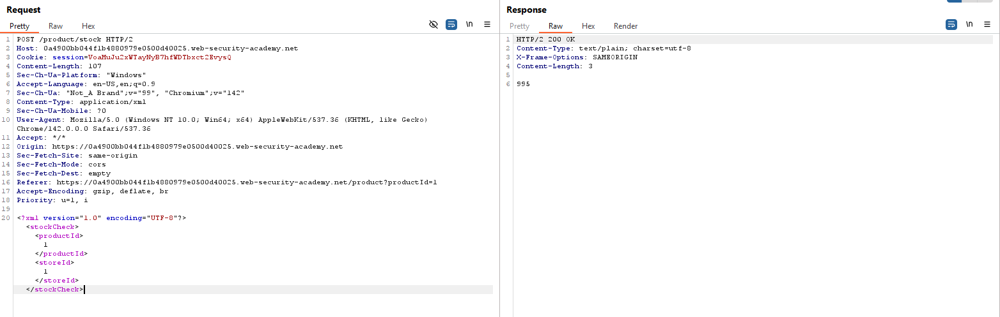 Request
Pretty Raw Hex
\n
1 POST /product/stock HTTP/2
2 Host: 0a4900bb044f1b4880979e0500d40025.web-security-academy.net
3 Cookie: session=VoaMuJu2xWTayNyB7hfWDTbxct2EvysQ
4 Content-Length: 107
5 Sec-Ch-Ua-Platform: "Windows"
6 Accept-Language: en-US,en;q=0.9
7 Sec-Ch-Ua: "Not_A Brand";v="99", "Chromium";v="142"
8 Content-Type: application/xml
9 Sec-Ch-Ua-Mobile: ?0
10 User-Agent: Mozilla/5.0 (Windows NT 10.0; Win64; x64) AppleWebKit/537.36 (KHTML, like Gecko)
Chrome/142.0.0.0 Safari/537.36
11 Accept: */*
12 Origin: https://0a4900bb044f1b4880979e0500d40025.web-security-academy.net
13 Sec-Fetch-Site: same-origin
14 Sec-Fetch-Mode: cors
15 Sec-Fetch-Dest: empty
16 Referer: https://0a4900bb044f1b4880979e0500d40025.web-security-academy.net/product?productId=1
17 Accept-Encoding: gzip, deflate, br
18 Priority: u=1, i
19
20 <?xml version="1.0" encoding="UTF-8"?>
<stockCheck>
<productId>
1
</productId>
<storeId>
1
</storeId>
</stockCheck>
Response
Pretty Raw Hex Render
\n
1 HTTP/2 200 OK
2 Content-Type: text/plain; charset=utf-8
3 X-Frame-Options: SAMEORIGIN
4 Content-Length: 3
5
6 995